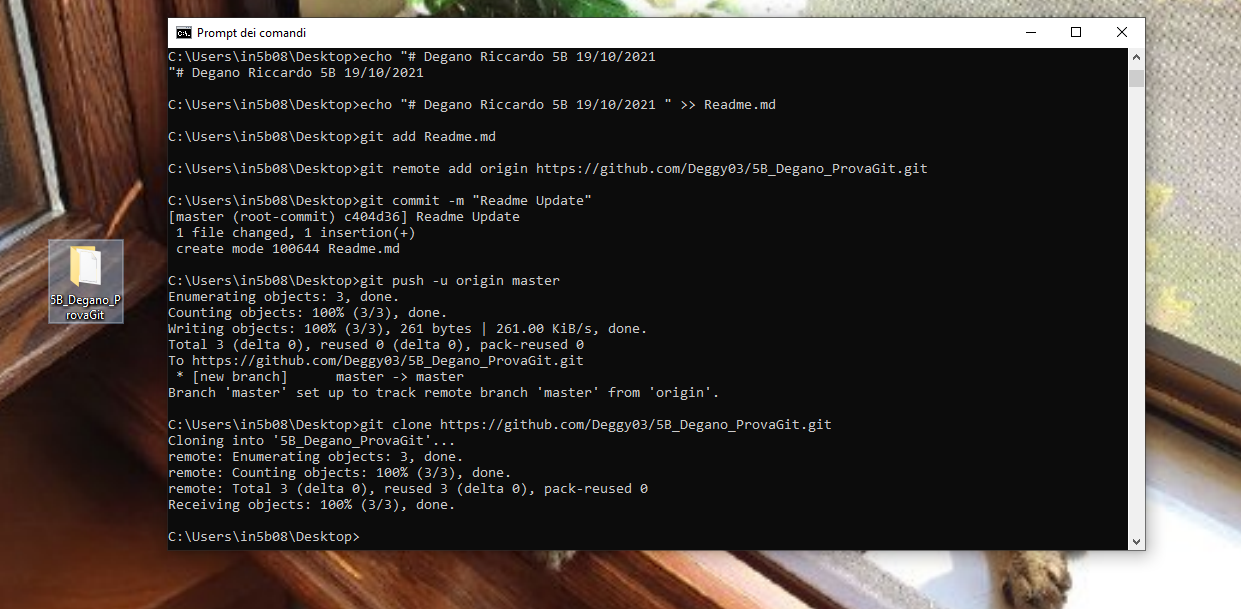 Prompt dei comandi
C:\Users\in5b08\Desktop>echo "# Degano Riccardo 5B 19/10/2021
"# Degano Riccardo 5B 19/10/2021
C:\Users\in5b08\Desktop>echo "# Degano Riccardo 5B 19/10/2021 " >> Readme.md
C:\Users\in5b08\Desktop>git add Readme.md
C:\Users\in5b08\Desktop>git remote add origin https://github.com/Deggy03/5B_Degano_ProvaGit.git
C:\Users\in5b08\Desktop>git commit -m "Readme Update"
[master (root-commit) c404d36] Readme Update
 1 file changed, 1 insertion(+)
 create mode 100644 Readme.md
C:\Users\in5b08\Desktop>git push -u origin master
Enumerating objects: 3, done.
Counting objects: 100% (3/3), done.
Writing objects: 100% (3/3), 261 bytes | 261.00 KiB/s, done.
Total 3 (delta 0), reused 0 (delta 0), pack-reused 0
To https://github.com/Deggy03/5B_Degano_ProvaGit.git
 * [new branch]      master -> master
Branch 'master' set up to track remote branch 'master' from 'origin'.
C:\Users\in5b08\Desktop>git clone https://github.com/Deggy03/5B_Degano_ProvaGit.git
Cloning into '5B_Degano_ProvaGit'...
remote: Enumerating objects: 3, done.
remote: Counting objects: 100% (3/3), done.
remote: Total 3 (delta 0), reused 3 (delta 0), pack-reused 0
Receiving objects: 100% (3/3), done.
C:\Users\in5b08\Desktop>
5B_Degano_P
rovaGit